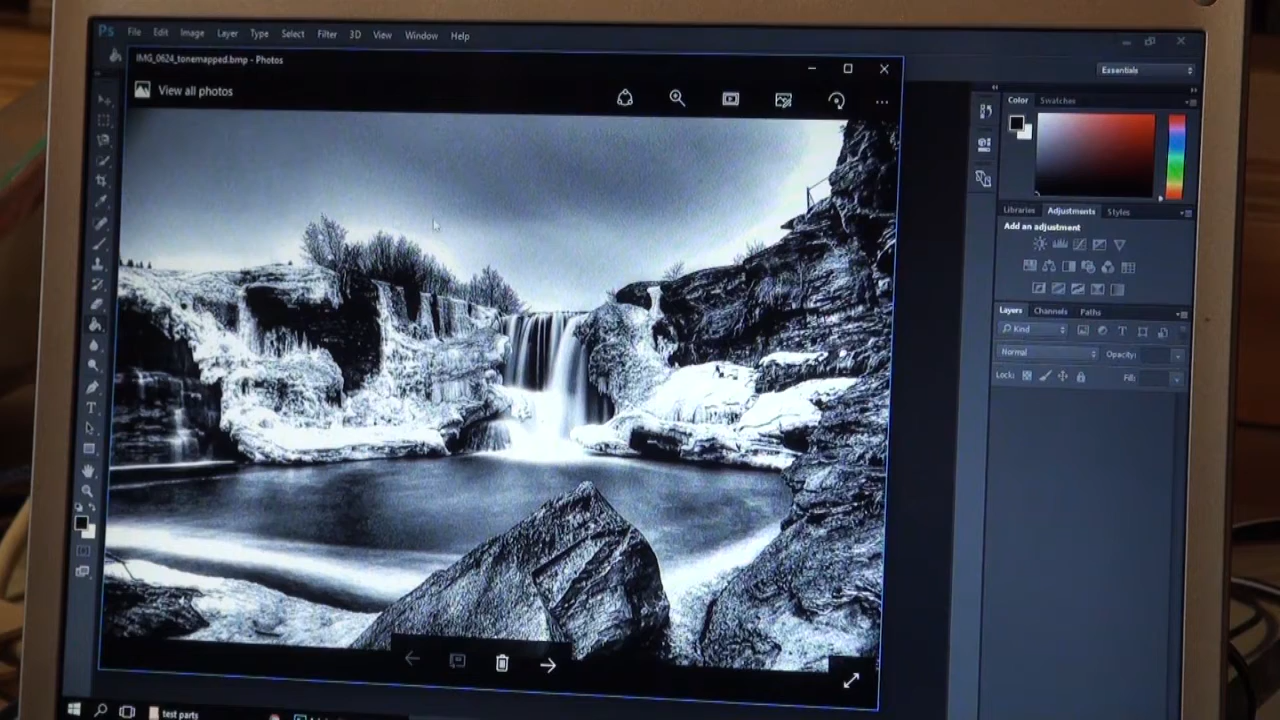 Ps File Edit Image Layer Type Select Filter 3D View Window Help
IMG_0624_tonemapped.bmp - Photos
View all photos
Essentials
Color Swatches
Libraries Adjustments Styles
Add an adjustment
Layers Channels Paths
Kind
Normal Opacity:
Lock: Fill:
test parts